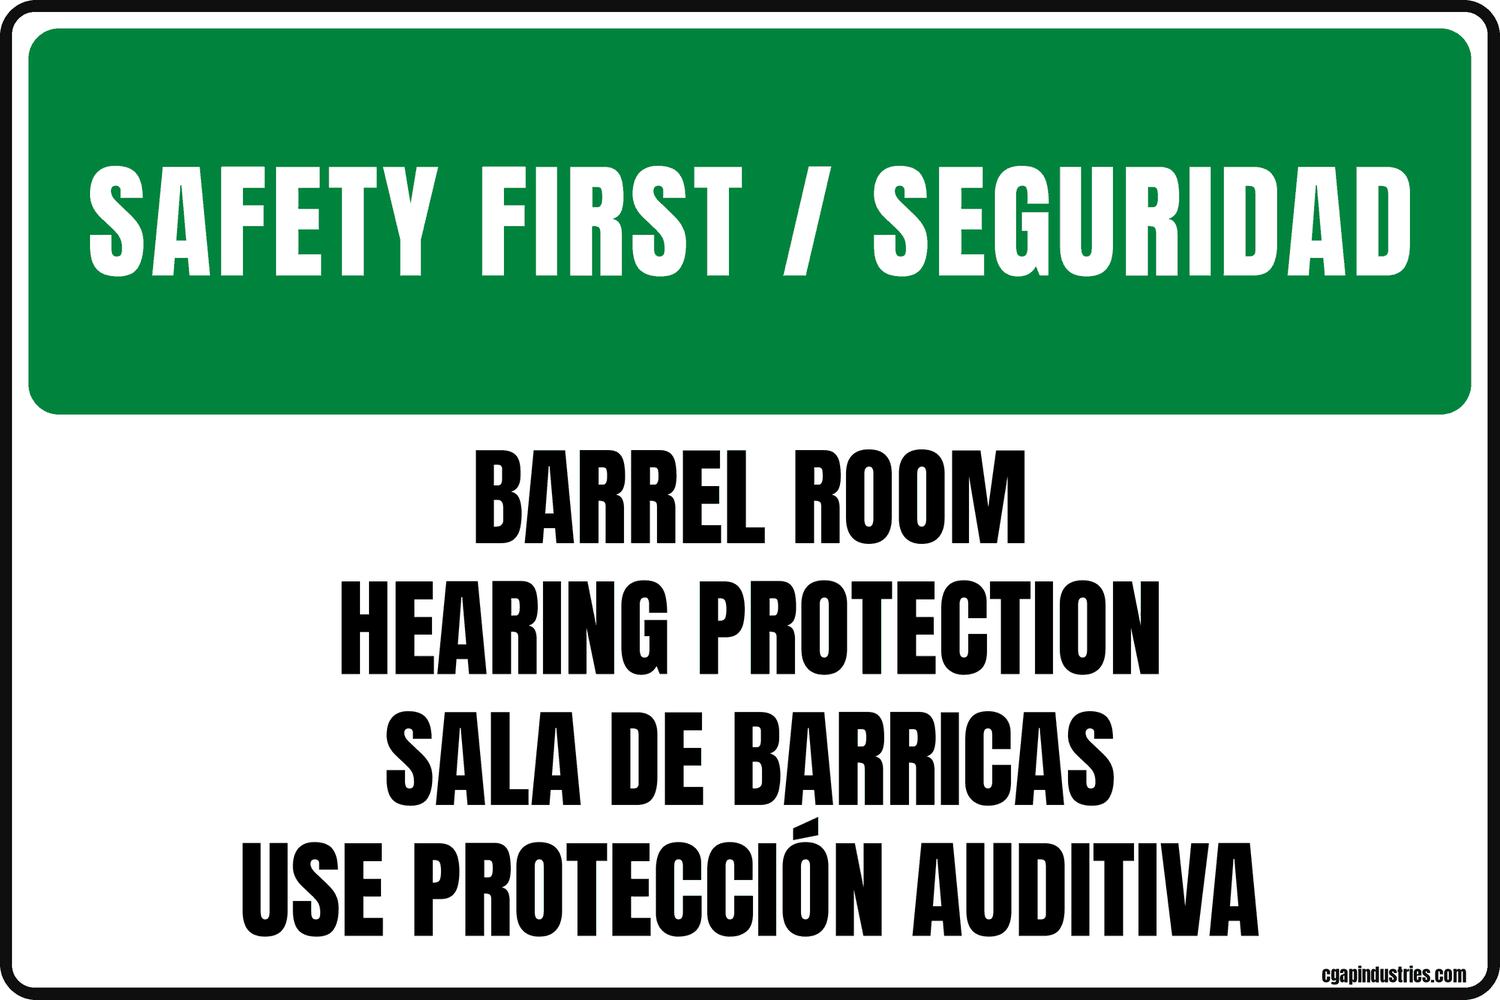 SAFETY FIRST / SEGURIDAD
BARREL ROOM
HEARING PROTECTION
SALA DE BARRICAS
USE PROTECCIÓN AUDITIVA
cgapindustries.com